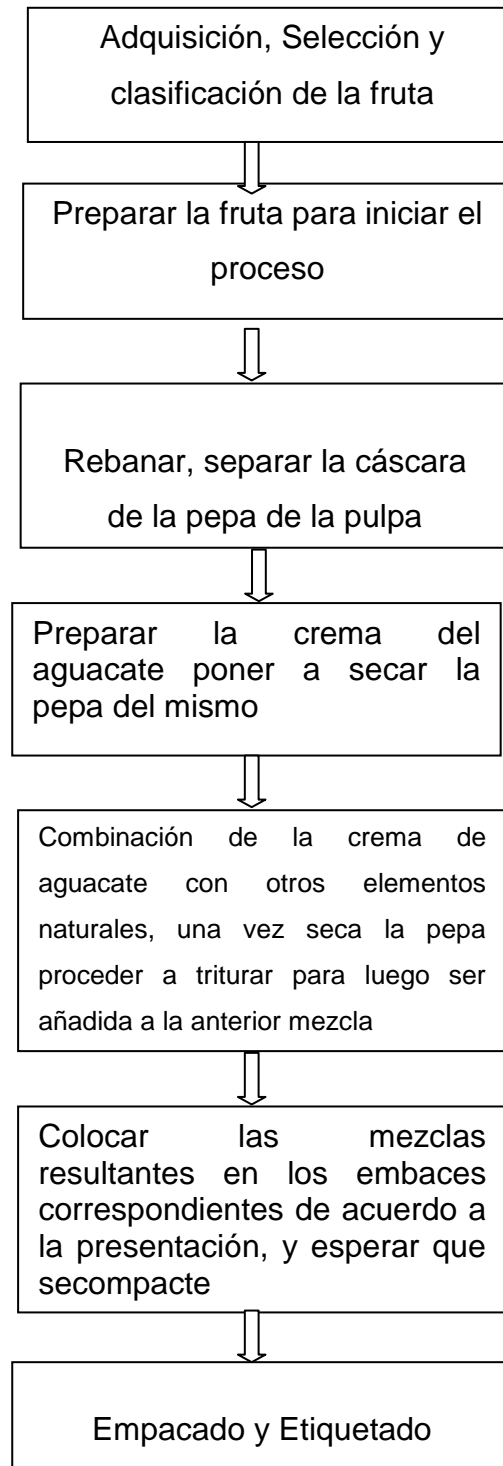 Adquisición, Selección y
clasificación de la fruta
Preparar la fruta para iniciar el
proceso
Rebanar, separar la cáscara
de la pepa de la pulpa
Preparar la crema del
aguacate poner a secar la
pepa del mismo
Combinación de la crema de
aguacate con otros elementos
naturales, una vez seca la pepa
proceder a triturar para luego ser
añadida a la anterior mezcla
Colocar las mezclas
resultantes en los embaces
correspondientes de acuerdo a
la presentación, y esperar que
secompacte
Empacado y Etiquetado